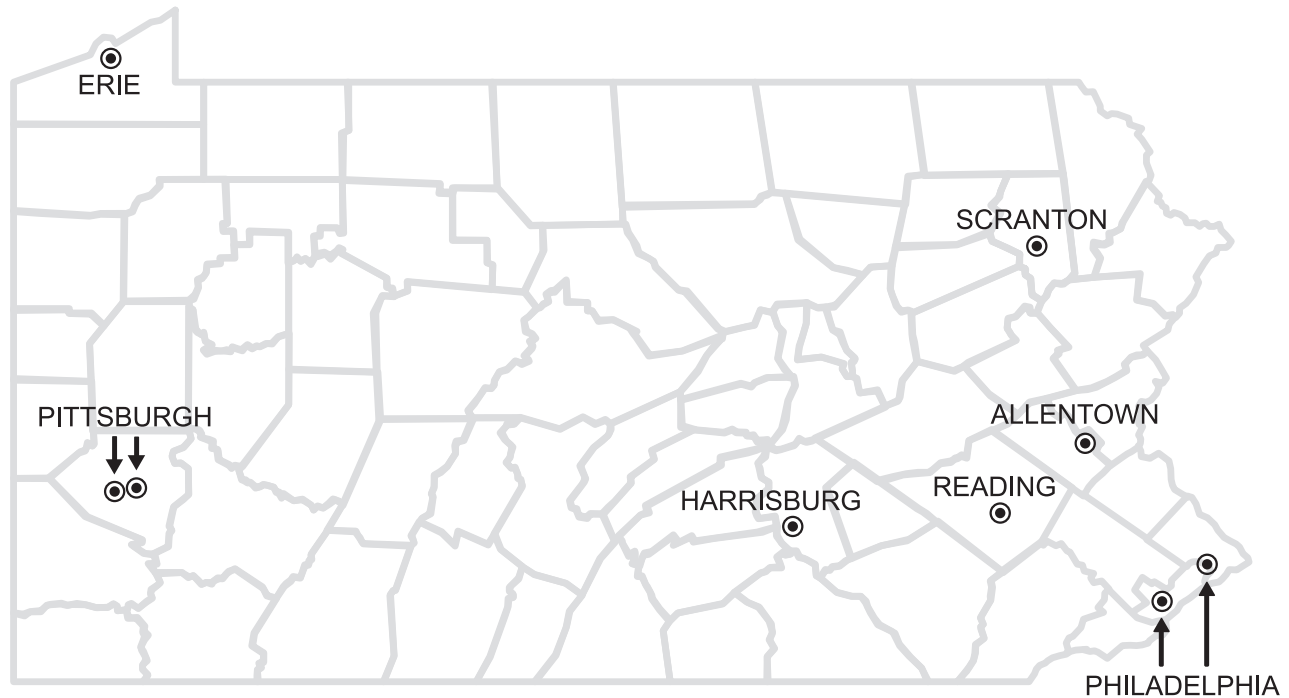 ERIE
SCRANTON
PITTSBURGH
ALLENTOWN
HARRISBURG
READING
PHILADELPHIA